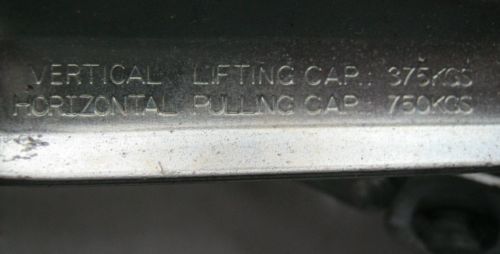 VERTICAL LIFTING CAP: 375KGS
HORIZONTAL PULLING CAP: 750KGS